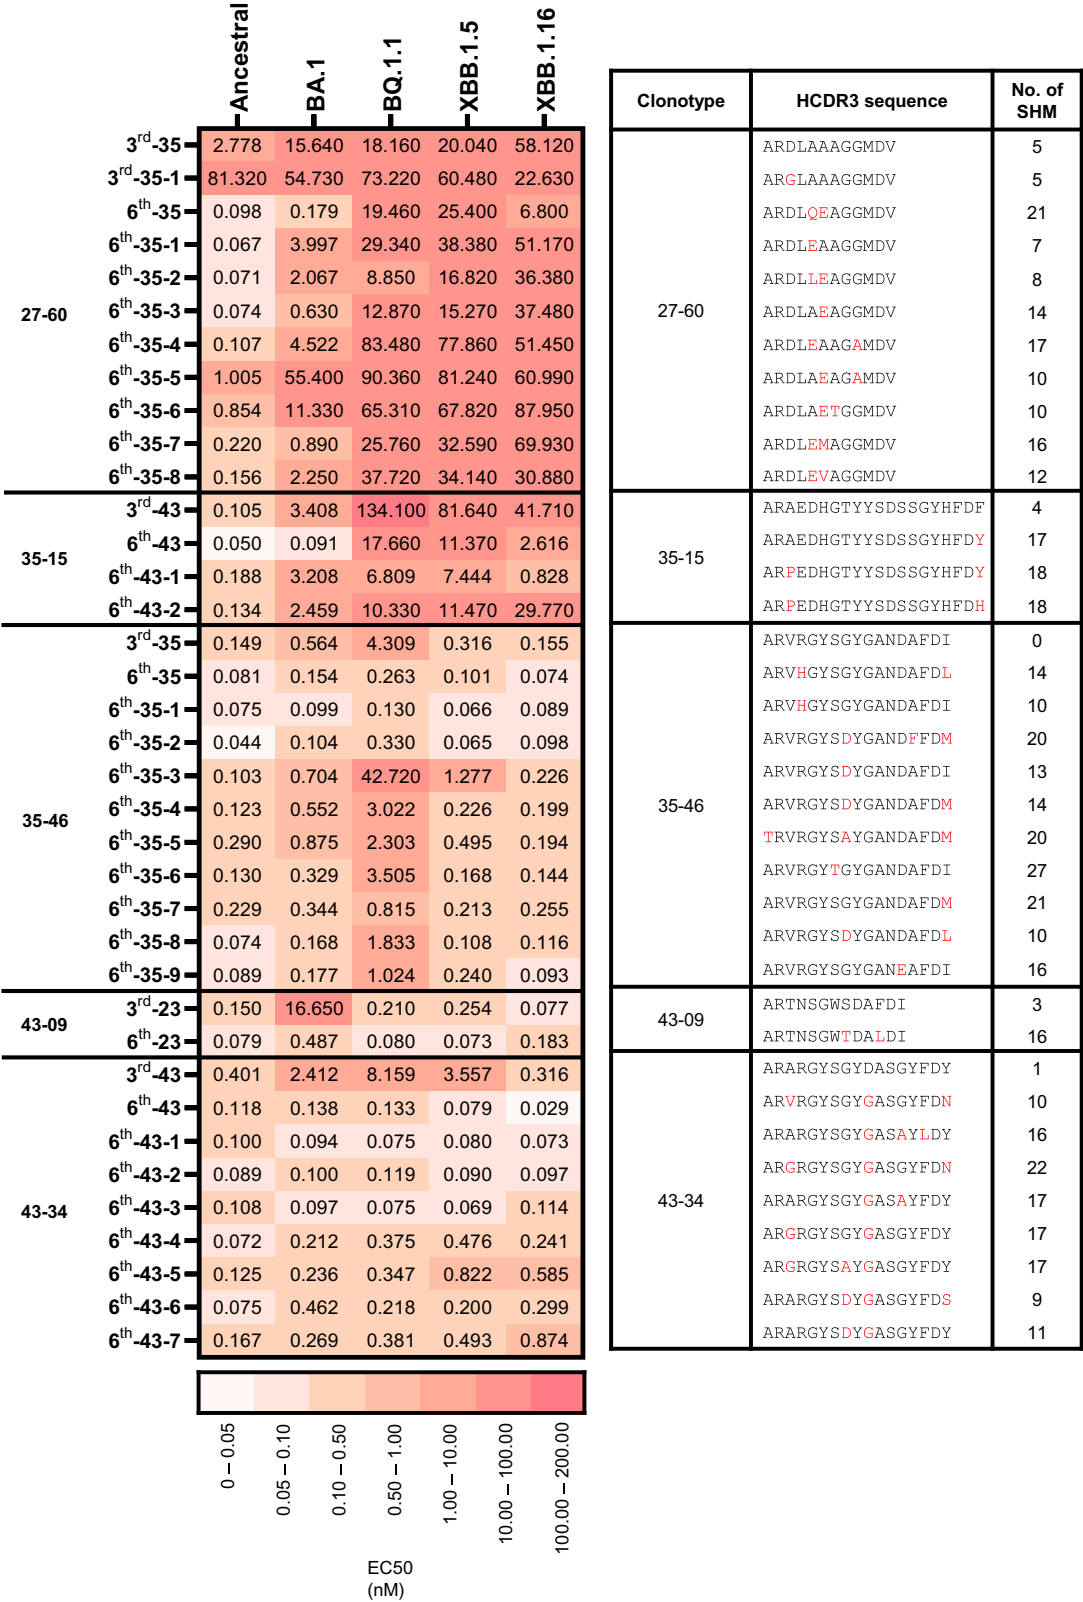 Ancestral BA.1 BQ.1.1 XBB.1.5 XBB.1.16
Clonotype HCDR3 sequence No. of SHM
27-60
3rd-35 2.778 15.640 18.160 20.040 58.120 ARDLAAAGGMDV 5
3rd-35-1 81.320 54.730 73.220 60.480 22.630 ARGLAAAGGMDV 5
6th-35 0.098 0.179 19.460 25.400 6.800 ARDLQEAGGMDV 21
6th-35-1 0.067 3.997 29.340 38.380 51.170 ARDLEAAGGMDV 7
6th-35-2 0.071 2.067 8.850 16.820 36.380 ARDLLEAGGMDV 8
6th-35-3 0.074 0.630 12.870 15.270 37.480 ARDLAEAGGMDV 14
27-60
6th-35-4 0.107 4.522 83.480 77.860 51.450 ARDLEAAGAMDV 17
6th-35-5 1.005 55.400 90.360 81.240 60.990 ARDLAEAGAMDV 10
6th-35-6 0.854 11.330 65.310 67.820 87.950 ARDLAETGGMDV 10
6th-35-7 0.220 0.890 25.760 32.590 69.930 ARDLEMAGGMDV 16
6th-35-8 0.156 2.250 37.720 34.140 30.880 ARDLEVAGGMDV 12
35-15
3rd-43 0.105 3.408 134.100 81.640 41.710 ARAEDHGTYYSDSSGYHFDF 4
6th-43 0.050 0.091 17.660 11.370 2.616 ARAEDHGTYYSDSSGYHFDY 17
35-15
6th-43-1 0.188 3.208 6.809 7.444 0.828 ARPEDHGTYYSDSSGYHFDY 18
6th-43-2 0.134 2.459 10.330 11.470 29.770 ARPEDHGTYYSDSSGYHFDH 18
35-46
3rd-35 0.149 0.564 4.309 0.316 0.155 ARVRGYSGYGANDAFDI 0
6th-35 0.081 0.154 0.263 0.101 0.074 ARVHGYSGYGANDAFDL 14
6th-35-1 0.075 0.099 0.130 0.066 0.089 ARVHGYSGYGANDAFDI 10
6th-35-2 0.044 0.104 0.330 0.065 0.098 ARVRGYSDYGANDFFDM 20
6th-35-3 0.103 0.704 42.720 1.277 0.226 ARVRGYSDYGANDAFDI 13
35-46
6th-35-4 0.123 0.552 3.022 0.226 0.199 ARVRGYSDYGANDAFDM 14
6th-35-5 0.290 0.875 2.303 0.495 0.194 TRVRGYSAYGANDAFDM 20
6th-35-6 0.130 0.329 3.505 0.168 0.144 ARVRGYTGYGANDAFDI 27
6th-35-7 0.229 0.344 0.815 0.213 0.255 ARVRGYSGYGANDAFDM 21
6th-35-8 0.074 0.168 1.833 0.108 0.116 ARVRGYSDYGANDAFDL 10
6th-35-9 0.089 0.177 1.024 0.240 0.093 ARVRGYSGYGANEAFDI 16
43-09
3rd-23 0.150 16.650 0.210 0.254 0.077 ARTNSGWSDAFDI 3
43-09
6th-23 0.079 0.487 0.080 0.073 0.183 ARTNSGWTDALDI 16
43-34
3rd-43 0.401 2.412 8.159 3.557 0.316 ARARGYSGYDASGYFDY 1
6th-43 0.118 0.138 0.133 0.079 0.029 ARVRGYSGYGASGYFDN 10
6th-43-1 0.100 0.094 0.075 0.080 0.073 ARARGYSGYGASAYLDY 16
6th-43-2 0.089 0.100 0.119 0.090 0.097 ARGRGYSGYGASGYFDN 22
43-34
6th-43-3 0.108 0.097 0.075 0.069 0.114 ARARGYSGYGASAYFDY 17
6th-43-4 0.072 0.212 0.375 0.476 0.241 ARGRGYSGYGASGYFDY 17
6th-43-5 0.125 0.236 0.347 0.822 0.585 ARGRGYSAYGASGYFDY 17
6th-43-6 0.075 0.462 0.218 0.200 0.299 ARARGYSDYGASGYFDS 9
6th-43-7 0.167 0.269 0.381 0.493 0.874 ARARGYSDYGASGYFDY 11
0 – 0.05
0.05 – 0.10
0.10 – 0.50
0.50 – 1.00
1.00 – 10.00
10.00 – 100.00
100.00 – 200.00
EC50
(nM)